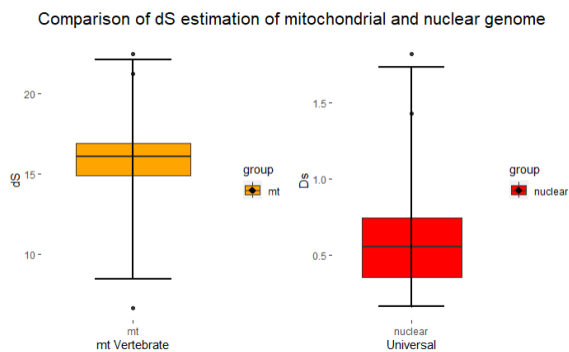 Comparison of dS estimation of mitochondrial and nuclear genome
dS
20
15
10
mt
mt Vertebrate
group
mt
Ds
1.5
1.0
0.5
nuclear
Universal
group
nuclear